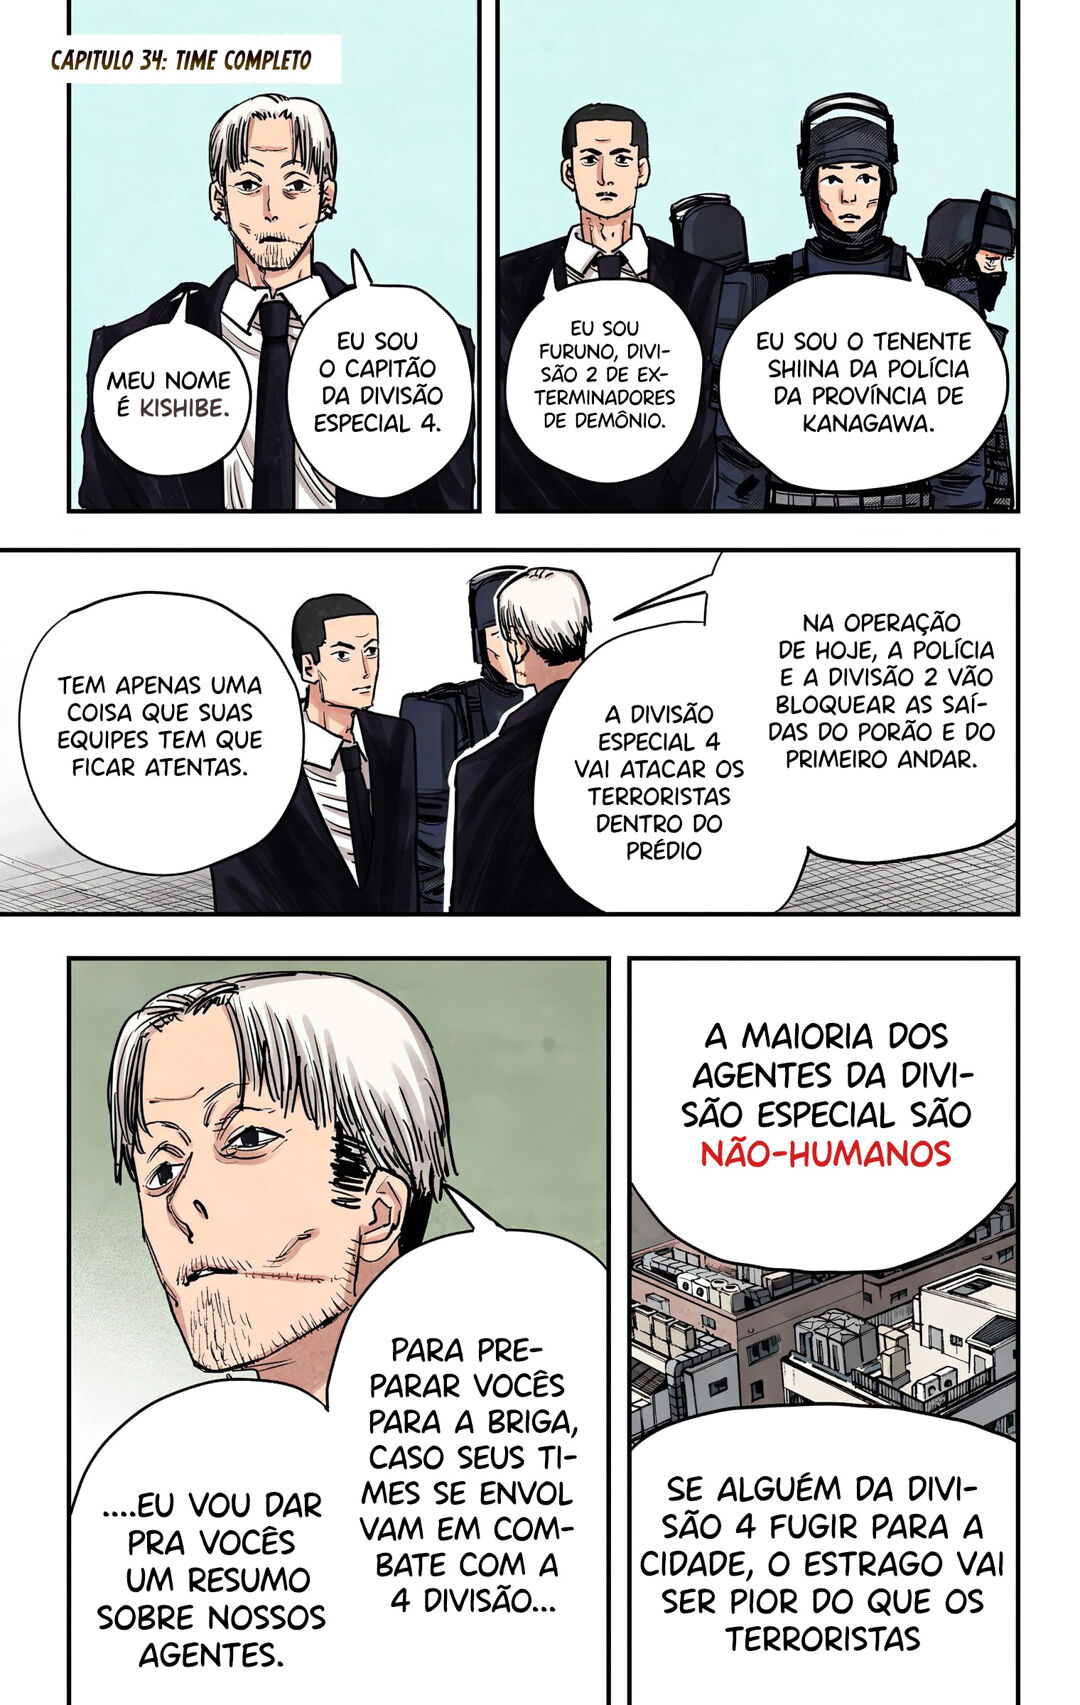 CAPITULO 34: TIME COMPLETO
EU SOU
O CAPITÃO
DA DIVISÃO
ESPECIAL 4.
MEU NOME
É KISHIBE.
EU SOU O TENENTE
SHIINA DA POLÍCIA
DA PROVÍNCIA DE
KANAGAWA.
EU SOU
FURUNO, DIVI-
SÃO 2 DE EX-
TERMINADORES
DE DEMÔNIO.
NA OPERAÇÃO
DE HOJE, A POLÍCIA
E A DIVISÃO 2 VÃO
BLOQUEAR AS SAÍ-
DAS DO PORÃO E DO
PRIMEIRO ANDAR.
A DIVISÃO
ESPECIAL 4
VAI ATACAR OS
TERRORISTAS
DENTRO DO
PRÉDIO
TEM APENAS UMA
COISA QUE SUAS
EQUIPES TEM QUE
FICAR ATENTAS.
A MAIORIA DOS
AGENTES DA DIVI-
SÃO ESPECIAL SÃO
NÃO-HUMANOS
SE ALGUÉM DA DIVI-
SÃO 4 FUGIR PARA A
CIDADE, O ESTRAGO VAI
SER PIOR DO QUE OS
TERRORISTAS
PARA PRE-
PARAR VOCÊS
PARA A BRIGA,
CASO SEUS TI-
MES SE ENVOL
VAM EM COM-
BATE COM A
4 DIVISÃO...
....EU VOU DAR
PRA VOCÊS
UM RESUMO
SOBRE NOSSOS
AGENTES.